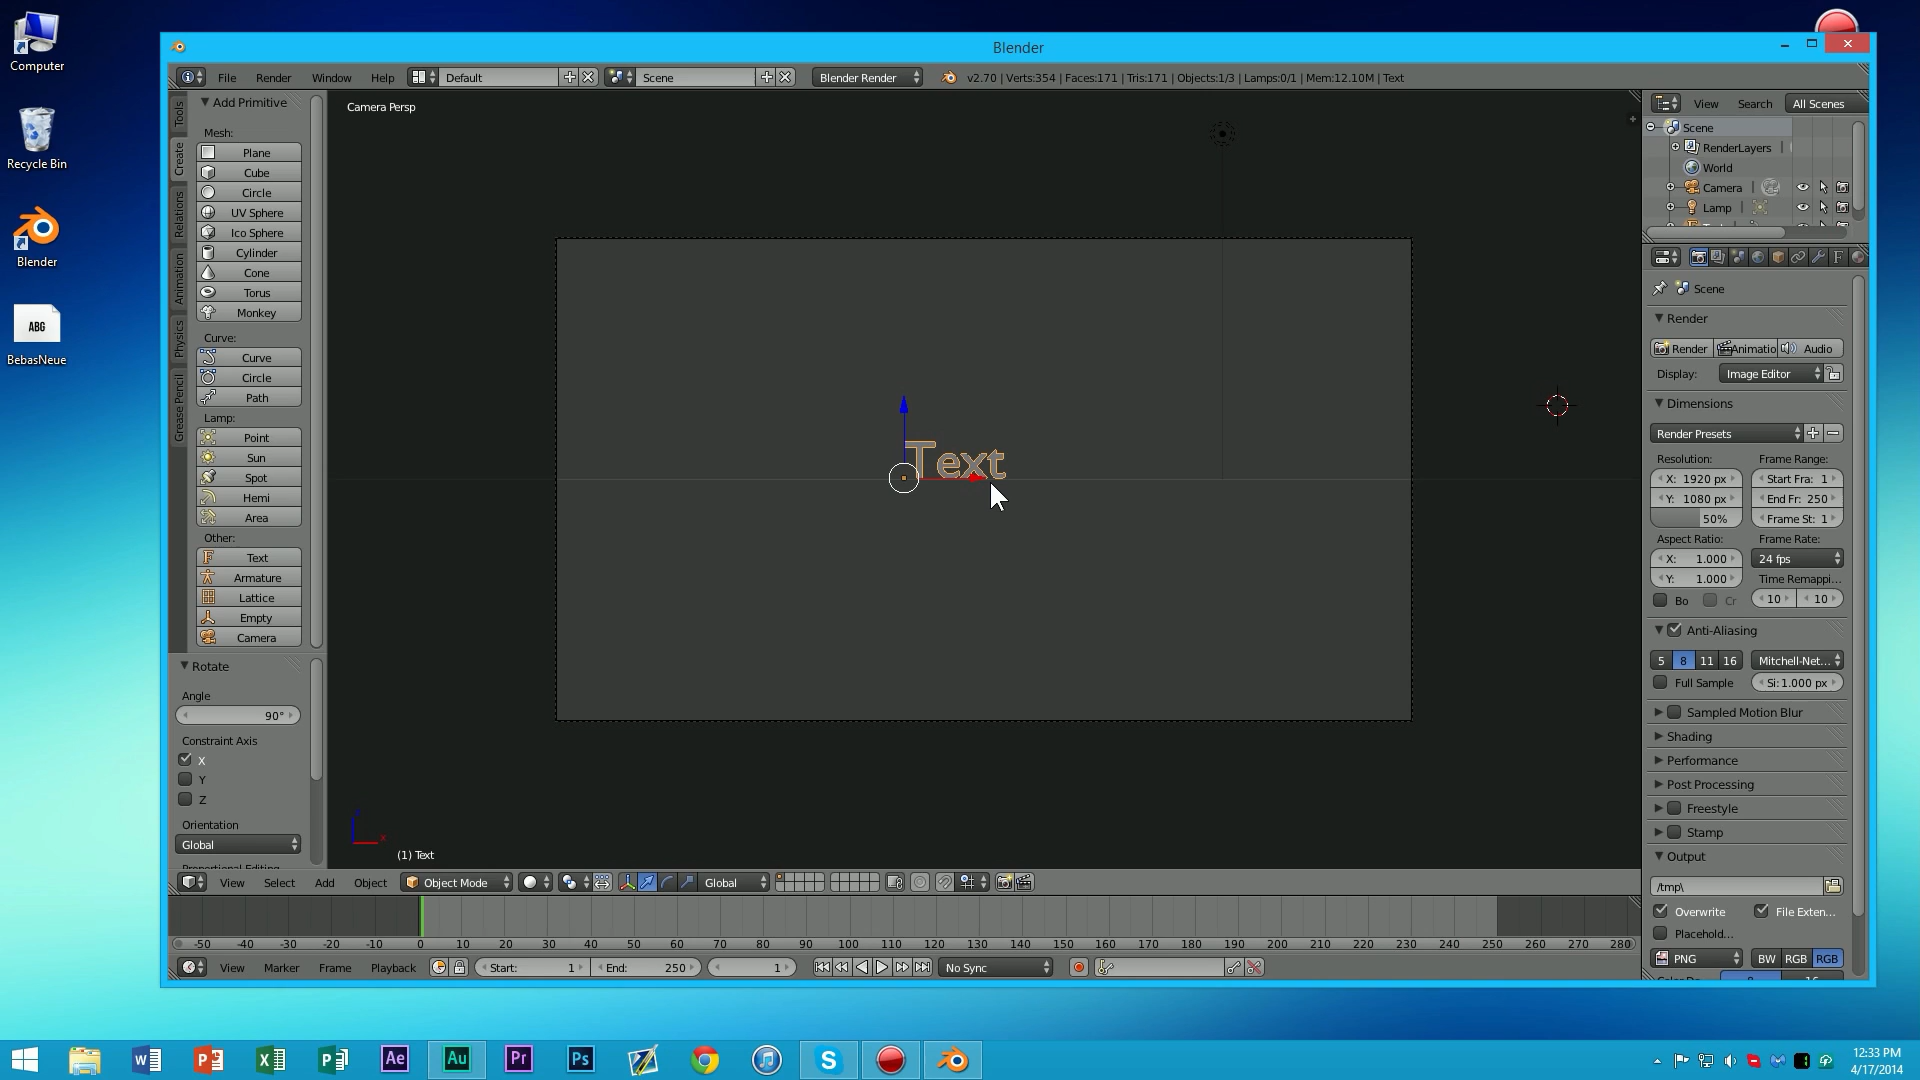 Computer
Recycle Bin
Blender
ABG
BebasNeue
Blender
File Render Window Help Default Scene Blender Render v2.70 | Verts:354 | Faces:171 | Tris:171 | Objects:1/3 | Lamps:0/1 | Mem:12.10M | Text
Tools
Create
Relations
Animation
Physics
Grease Pencil
Add Primitive
Mesh:
Plane
Cube
Circle
UV Sphere
Ico Sphere
Cylinder
Cone
Torus
Monkey
Curve:
Curve
Circle
Path
Lamp:
Point
Sun
Spot
Hemi
Area
Other:
Text
Armature
Lattice
Empty
Camera
Rotate
Angle
90°
Constraint Axis
X
Y
Z
Orientation
Global
Camera Persp
Text
x
(1) Text
View Select Add Object Object Mode Global
-50 -40 -30 -20 -10 0 10 20 30 40 50 60 70 80 90 100 110 120 130 140 150 160 170 180 190 200 210 220 230 240 250 260 270 280
View Marker Frame Playback Start: 1 End: 250 1 No Sync
View Search All Scenes
Scene
RenderLayers |
World
Camera |
Lamp |
Scene
Render
Render Animatio Audio
Display: Image Editor
Dimensions
Render Presets
Resolution: Frame Range:
X: 1920 px Start Fra: 1
Y: 1080 px End Fr: 250
50% Frame St: 1
Aspect Ratio: Frame Rate:
X: 1.000 24 fps
Y: 1.000 Time Remappi...
Bo Cr 10 10
Anti-Aliasing
5 8 11 16 Mitchell-Net...
Full Sample Si: 1.000 px
Sampled Motion Blur
Shading
Performance
Post Processing
Freestyle
Stamp
Output
/tmp\
Overwrite File Exten...
Placehold...
PNG BW RGB RGB
Ae Au Pr Ps
12:33 PM
4/17/2014